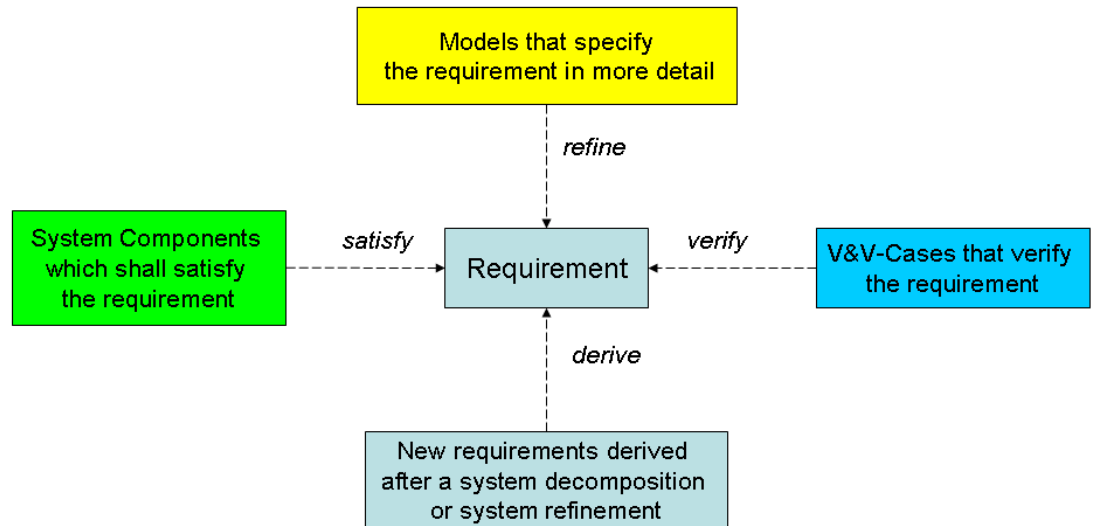 Models that specify
the requirement in more detail
refine
System Components
which shall satisfy
the requirement
satisfy
Requirement
verify
V&V-Cases that verify
the requirement
derive
New requirements derived
after a system decomposition
or system refinement